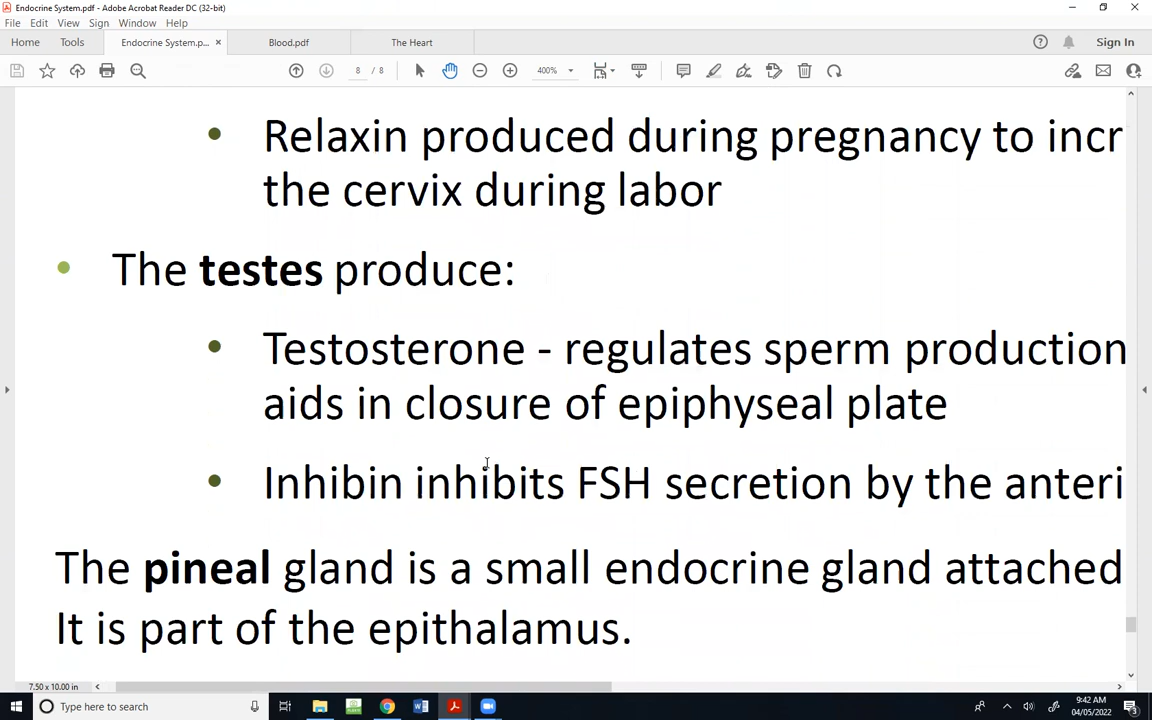 Endocrine System.pdf - Adobe Acrobat Reader DC (32-bit)
File Edit View Sign Window Help
Home Tools Endocrine System.p... × Blood.pdf The Heart Sign In
8 / 8 400%
• Relaxin produced during pregnancy to incr
the cervix during labor
• The testes produce:
• Testosterone - regulates sperm production
aids in closure of epiphyseal plate
• Inhibin inhibits FSH secretion by the anteri
The pineal gland is a small endocrine gland attached
It is part of the epithalamus.
7.50 x 10.00 in
Type here to search
9:42 AM
04/05/2022
3